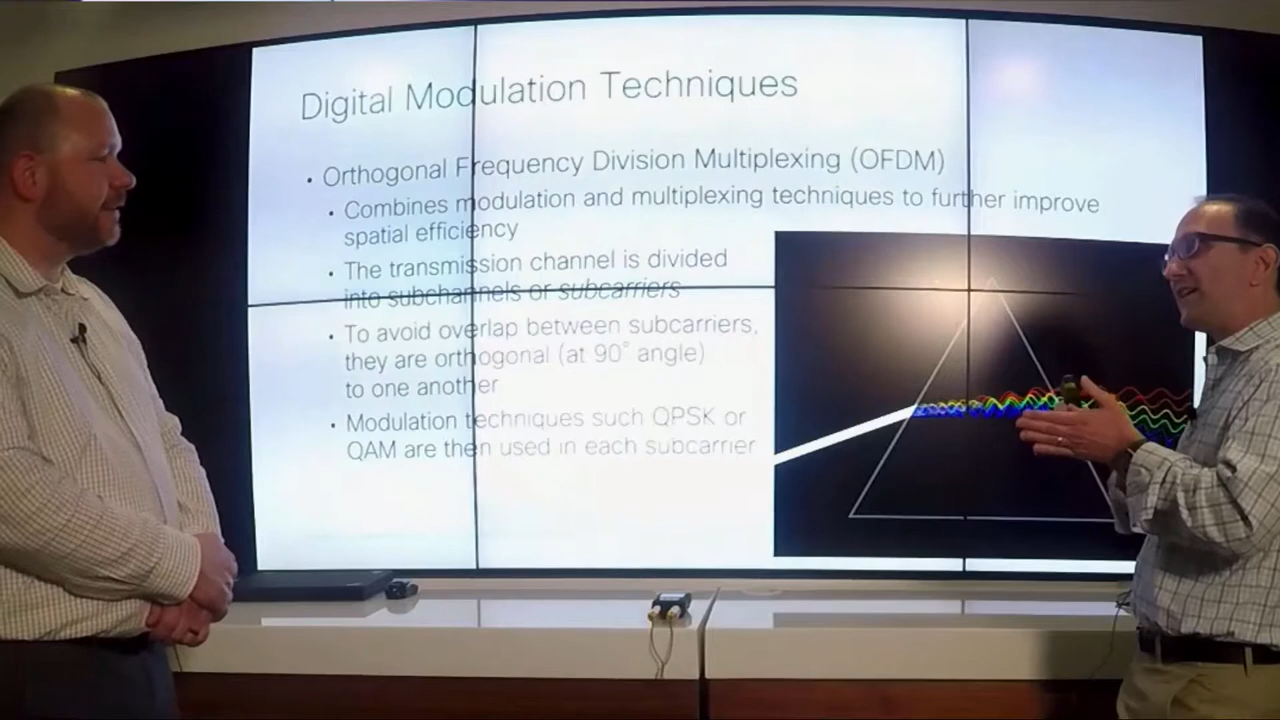 Digital Modulation Techniques
• Orthogonal Frequency Division Multiplexing (OFDM)
• Combines modulation and multiplexing techniques to further improve
spatial efficiency
• The transmission channel is divided
into subchannels or subcarriers
• To avoid overlap between subcarriers,
they are orthogonal (at 90° angle)
to one another
• Modulation techniques such QPSK or
QAM are then used in each subcarrier